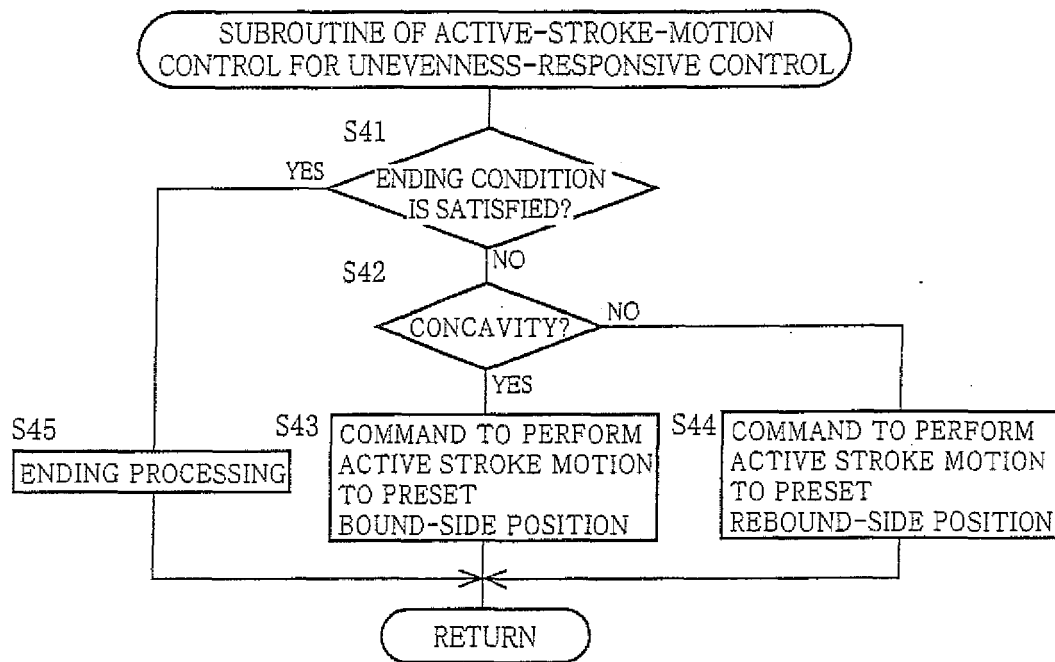 SUBROUTINE OF ACTIVE-STROKE-MOTION
CONTROL FOR UNEVENNESS-RESPONSIVE CONTROL
S41
YES
ENDING CONDITION
IS SATISFIED?
NO
S42
CONCAVITY?
NO
YES
S45
ENDING PROCESSING
S43
COMMAND TO PERFORM
ACTIVE STROKE MOTION
TO PRESET
BOUND-SIDE POSITION
S44
COMMAND TO PERFORM
ACTIVE STROKE MOTION
TO PRESET
REBOUND-SIDE POSITION
RETURN